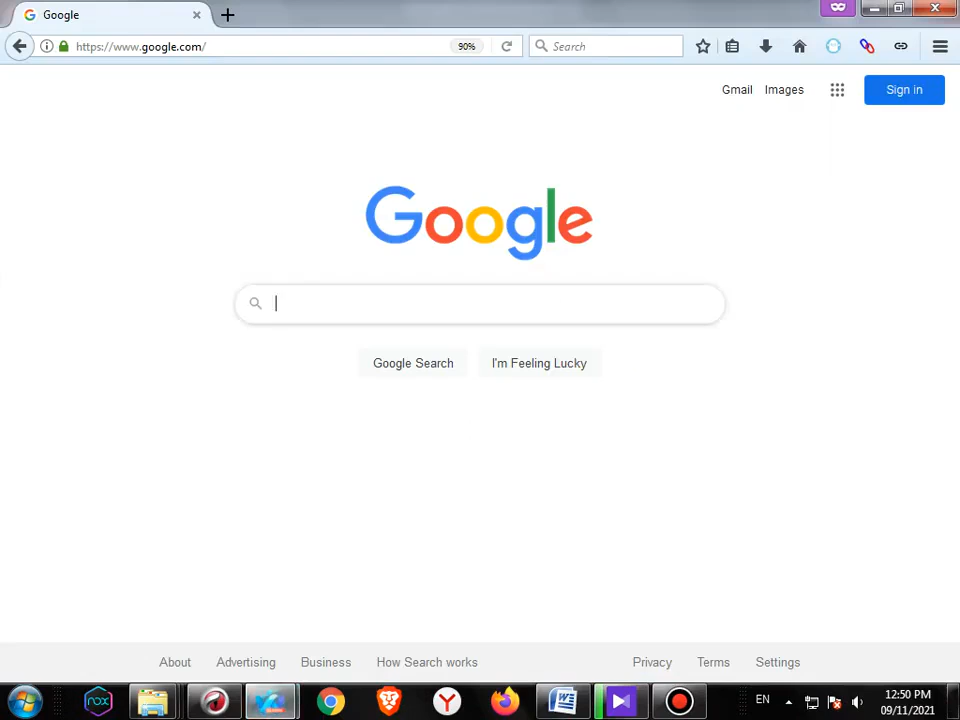 Google
https://www.google.com/
90%
Search
Gmail Images Sign in
Google
Google Search I'm Feeling Lucky
About Advertising Business How Search works Privacy Terms Settings
nox
EN
12:50 PM
09/11/2021